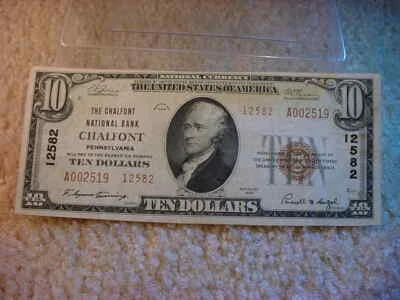 NATIONAL CURRENCY
THE UNITED STATES OF AMERICA
10 10
THE CHALFONT
NATIONAL BANK
CHALFONT
PENNSYLVANIA
WILL PAY TO THE BEARER ON DEMAND
TEN DOLLARS
A002519 12582
12582 A002519
12582
12582
TEN
TEN DOLLARS